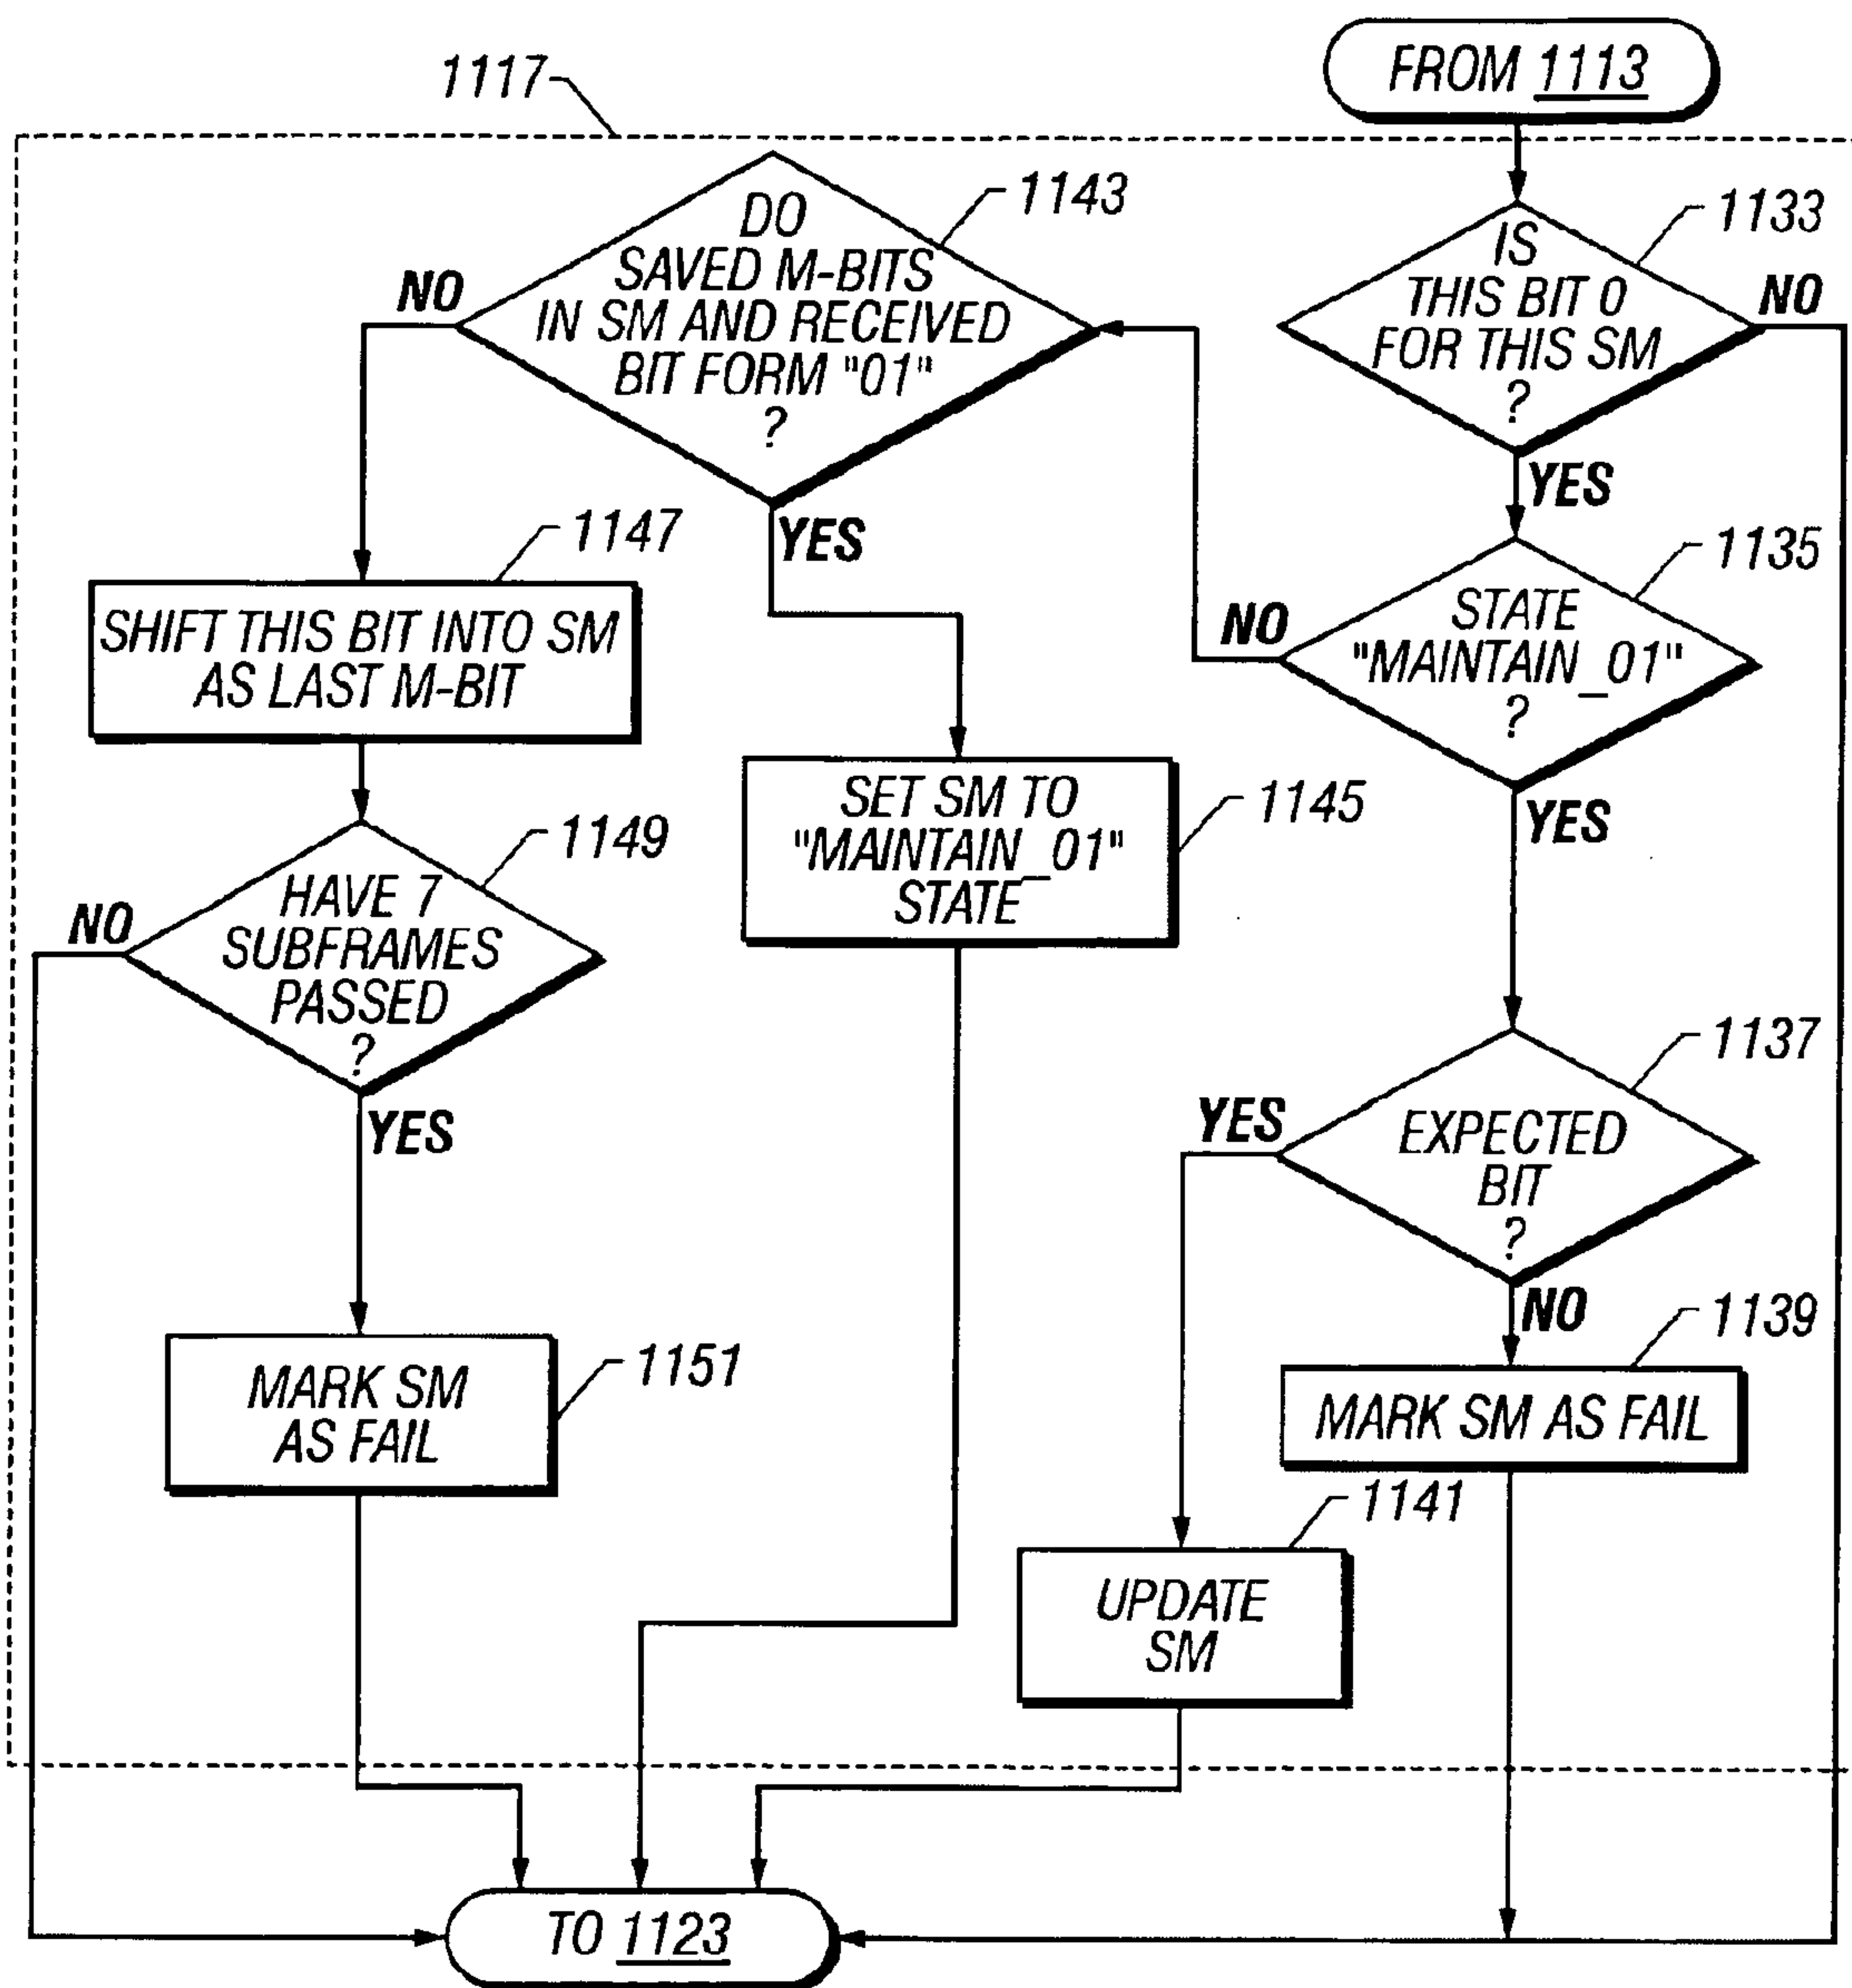 FROM 1113
1117
1143
DO
SAVED M-BITS
IN SM AND RECEIVED
BIT FORM "01"
?
NO
YES
1133
IS
THIS BIT 0
FOR THIS SM
?
NO
YES
1135
STATE
"MAINTAIN_01"
?
NO
YES
1147
SHIFT THIS BIT INTO SM
AS LAST M-BIT
1145
SET SM TO
"MAINTAIN_01"
STATE
1149
HAVE 7
SUBFRAMES
PASSED
?
NO
YES
1137
EXPECTED
BIT
?
YES
NO
1151
MARK SM
AS FAIL
1139
MARK SM AS FAIL
1141
UPDATE
SM
TO 1123